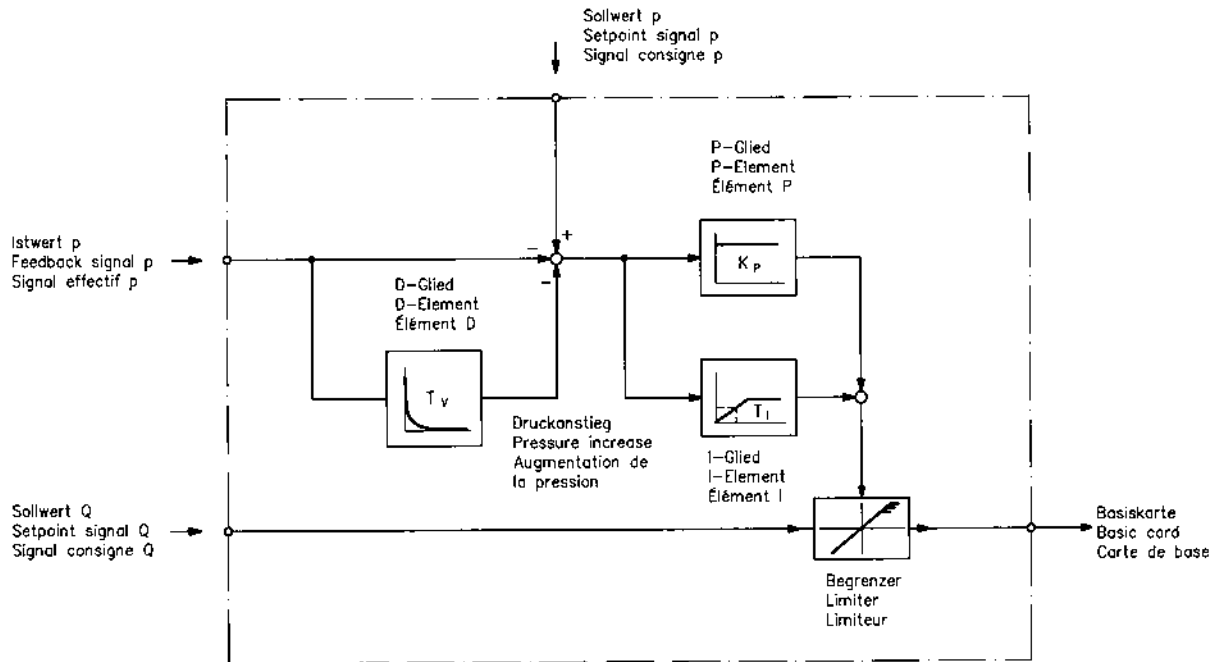 Sollwert p
Setpoint signal p
Signal consigne p
P-Glied
P-Element
Élément P
+
-
-
Istwert p
Feedback signal p
Signal effectif p
K P
D-Glied
D-Element
Élément D
T V
Druckanstieg
Pressure increase
Augmentation de
la pression
T I
I-Glied
I-Element
Élément I
Sollwert Q
Setpoint signal Q
Signal consigne Q
Basiskarte
Basic card
Carte de base
Begrenzer
Limiter
Limiteur